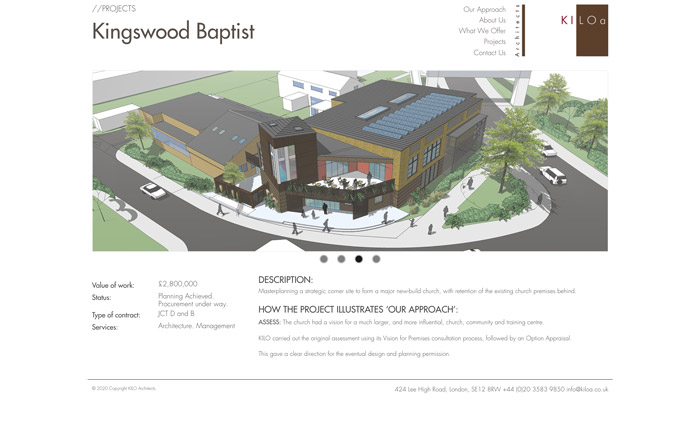 //PROJECTS
Kingswood Baptist
Our Approach
About Us
What We Offer
Projects
Contact Us
Architects
KILOa
Value of work: £2,800,000
Status: Planning Achieved.
Procurement under way.
Type of contract: JCT D and B
Services: Architecture. Management
DESCRIPTION:
Masterplanning a strategic corner site to form a major new-build church, with retention of the existing church premises behind.
HOW THE PROJECT ILLUSTRATES ‘OUR APPROACH’:
ASSESS: The church had a vision for a much larger, and more influential, church, community and training centre.
KILO carried out the original assessment using its Vision for Premises consultation process, followed by an Option Appraisal.
This gave a clear direction for the eventual design and planning permission.
© 2020 Copyright KILO Architects
424 Lee High Road, London, SE12 8RW +44 (0)20 3583 9850 info@kiloa.co.uk